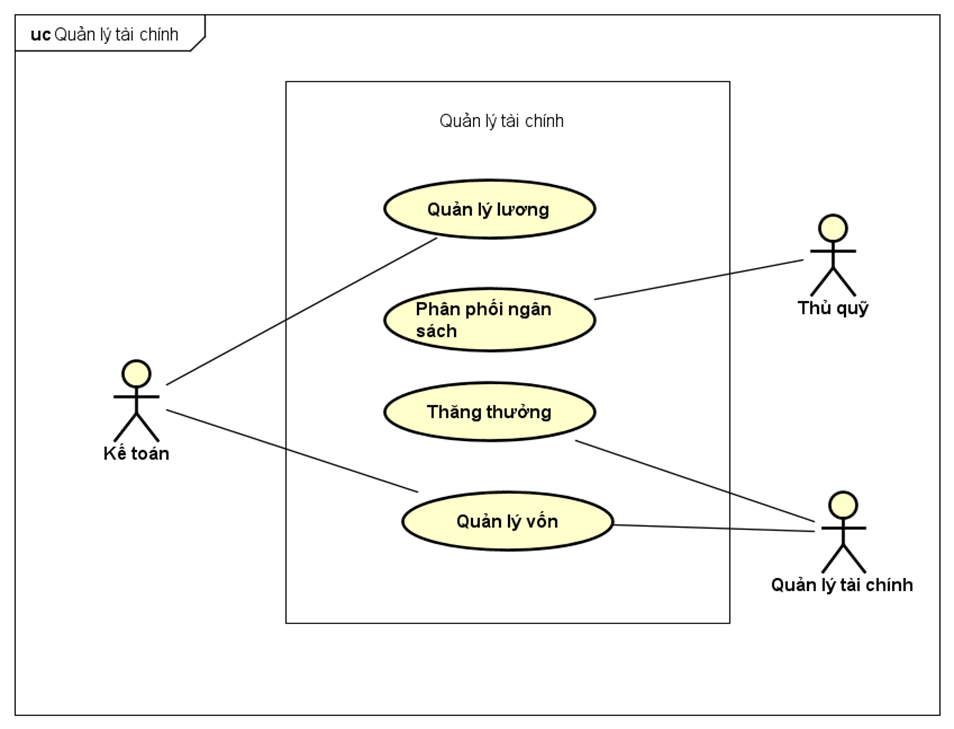 uc Quản lý tài chính
Quản lý tài chính
Quản lý lương
Phân phối ngân
sách
Thủ quỹ
Thăng thưởng
Kế toán
Quản lý vốn
Quản lý tài chính